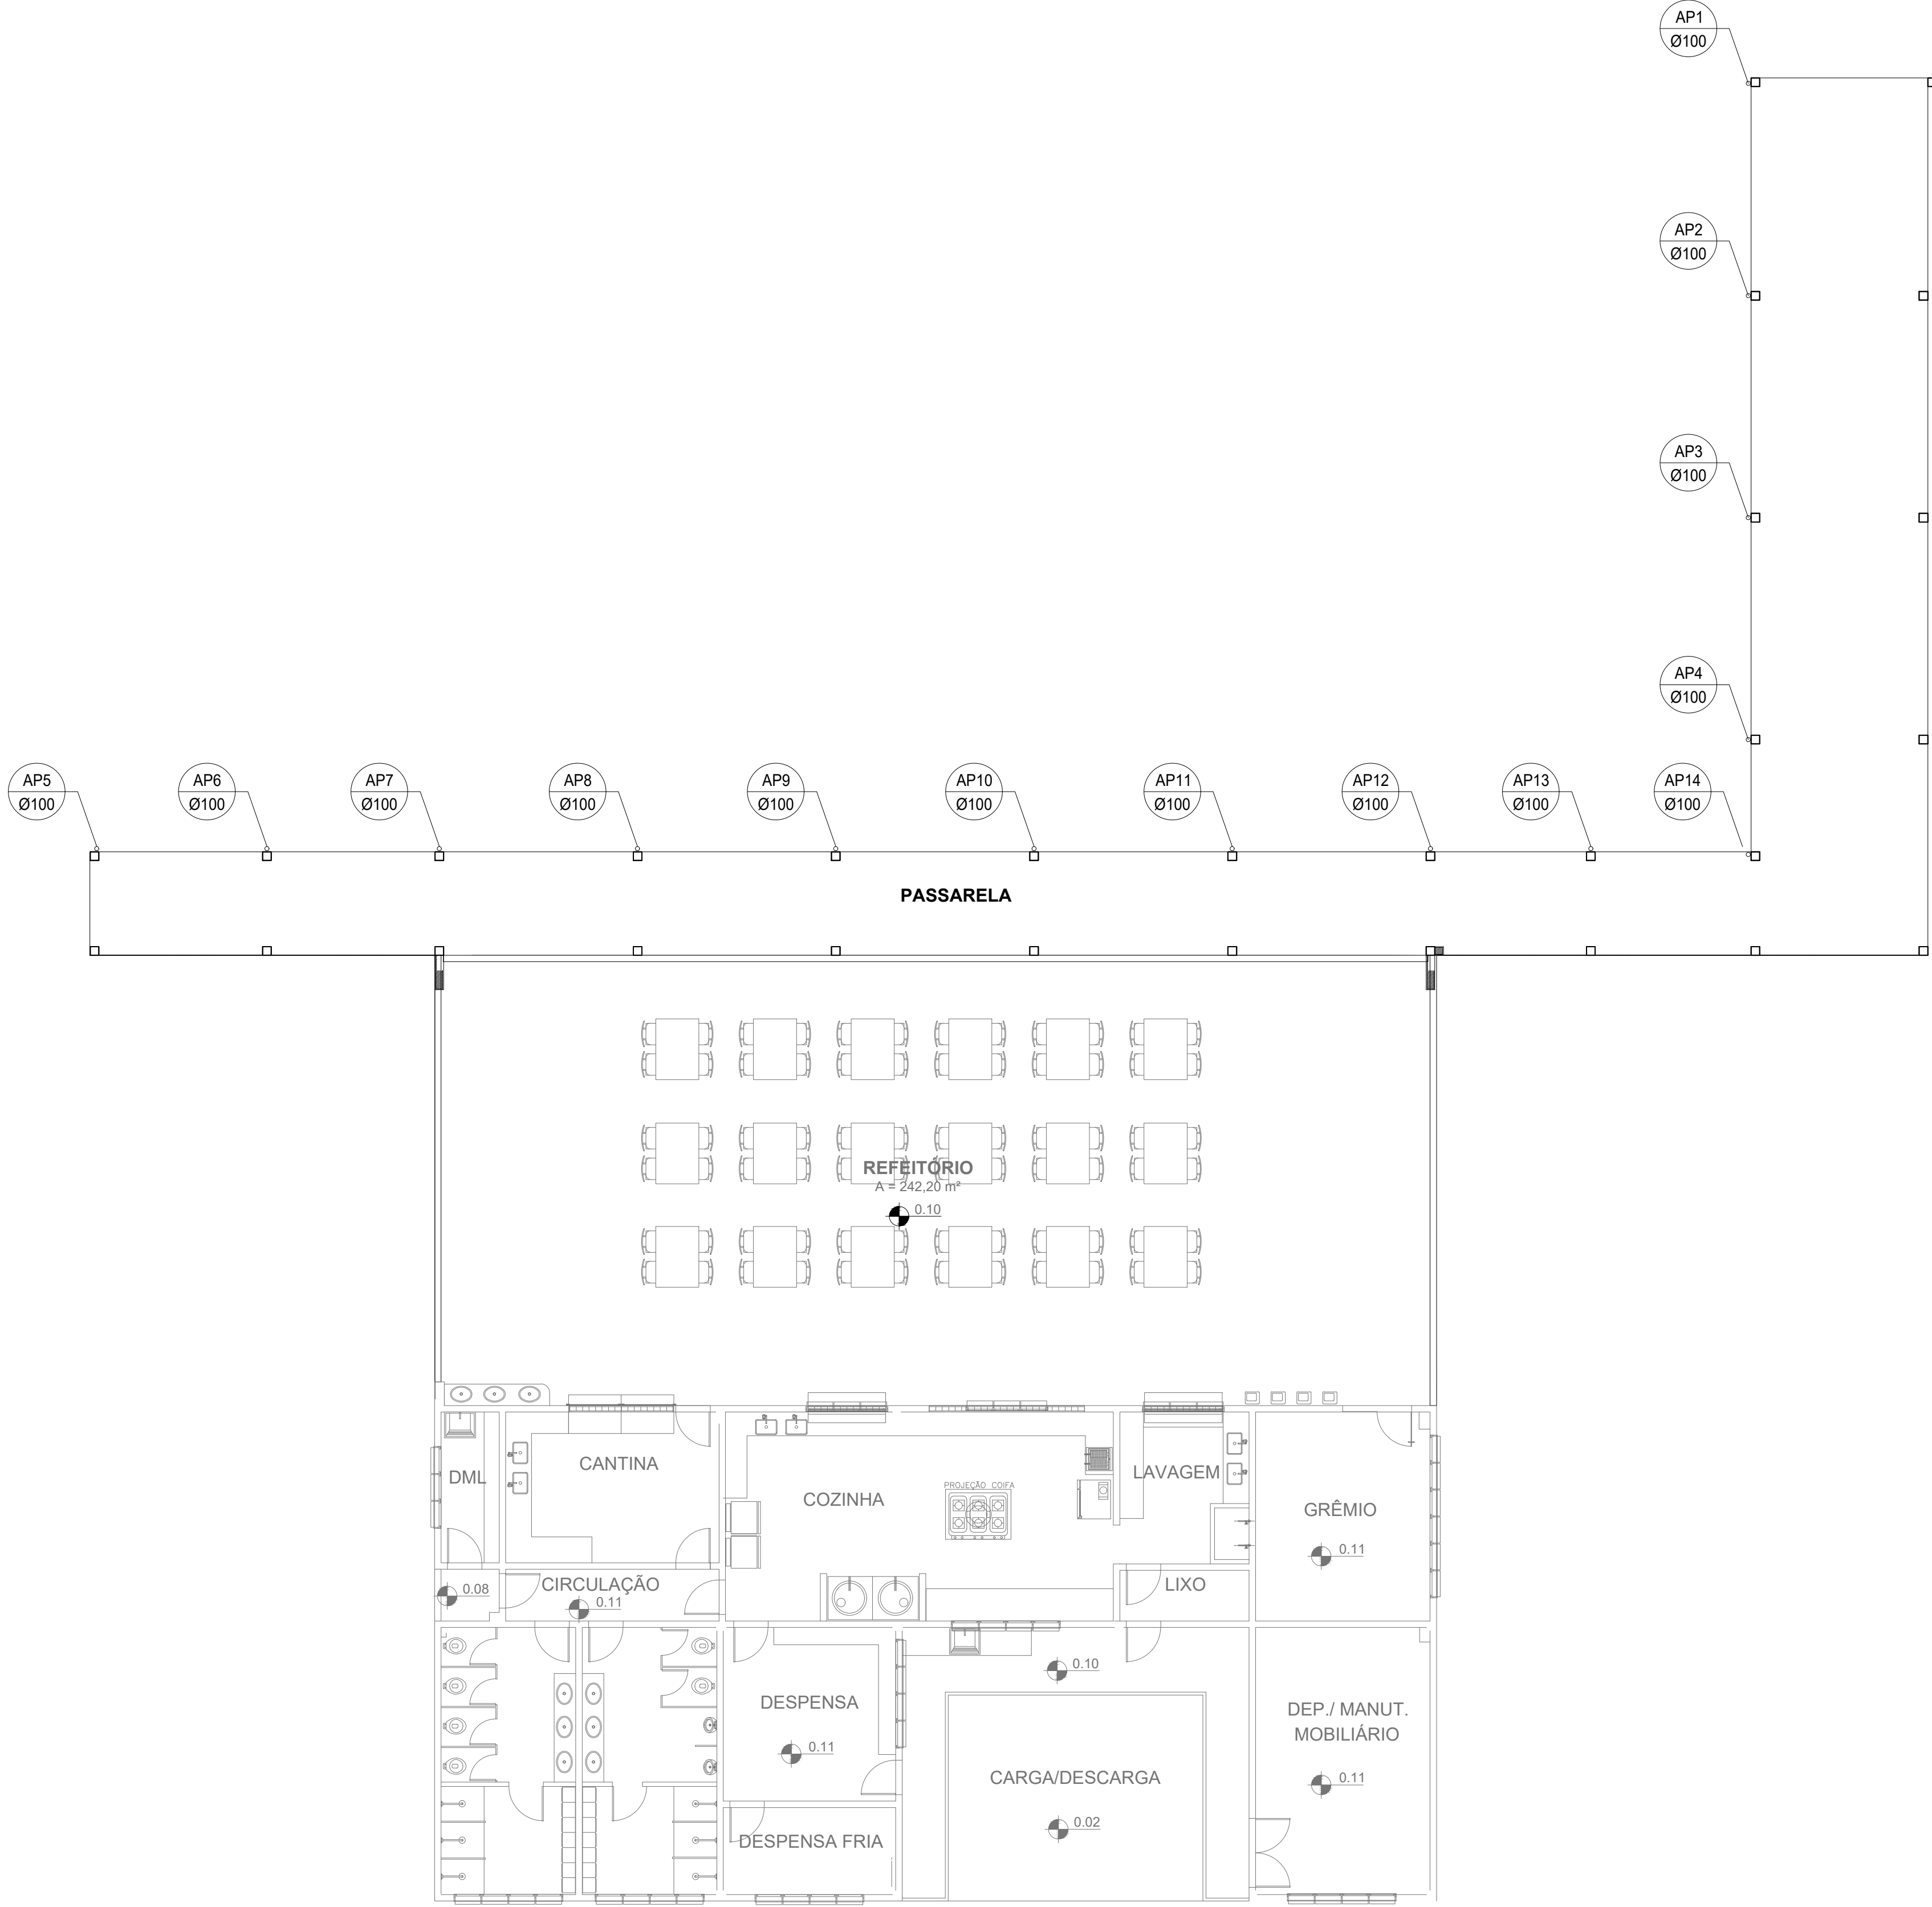 AP1
Ø100
AP2
Ø100
AP3
Ø100
AP4
Ø100
AP5
Ø100
AP6
Ø100
AP7
Ø100
AP8
Ø100
AP9
Ø100
AP10
Ø100
AP11
Ø100
AP12
Ø100
AP13
Ø100
AP14
Ø100
PASSARELA
REFEITÓRIO
A = 242,20 m²
0.10
DML
CANTINA
COZINHA
PROJEÇÃO COIFA
LAVAGEM
GRÊMIO
0.11
0.08
CIRCULAÇÃO
0.11
LIXO
0.10
DESPENSA
0.11
DEP./ MANUT.
MOBILIÁRIO
0.11
CARGA/DESCARGA
0.02
DESPENSA FRIA